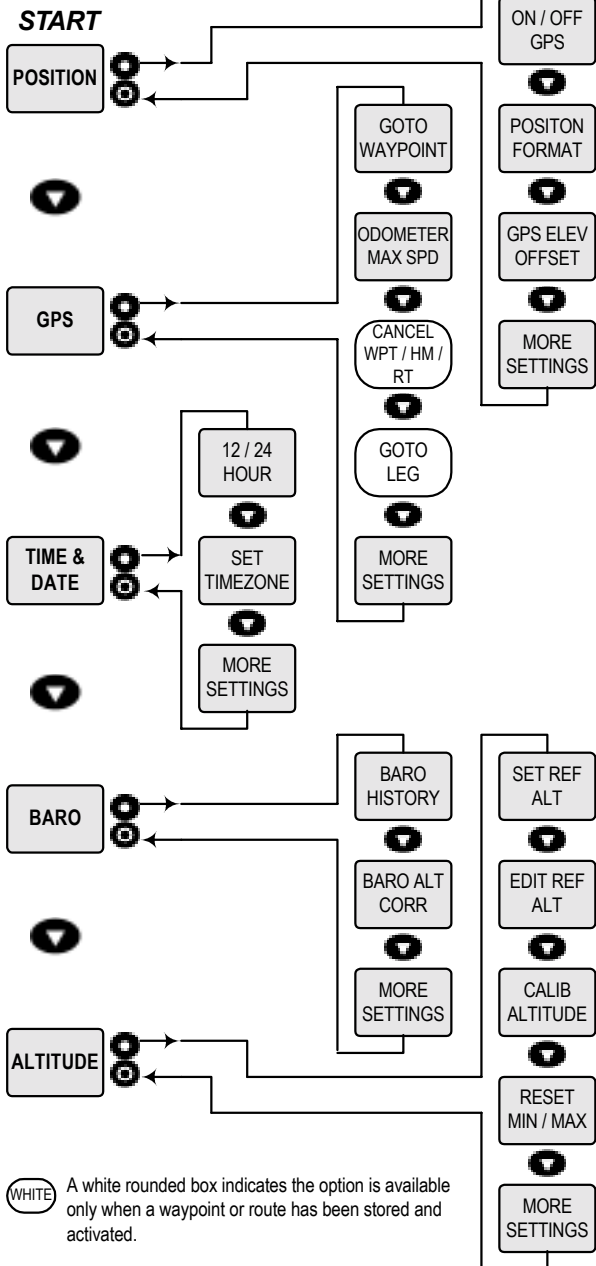 START
POSITION
ON / OFF
GPS
POSITON
FORMAT
GPS ELEV
OFFSET
MORE
SETTINGS
GPS
GOTO
WAYPOINT
ODOMETER
MAX SPD
CANCEL
WPT / HM /
RT
GOTO
LEG
MORE
SETTINGS
TIME &
DATE
12 / 24
HOUR
SET
TIMEZONE
MORE
SETTINGS
BARO
BARO
HISTORY
BARO ALT
CORR
MORE
SETTINGS
ALTITUDE
SET REF
ALT
EDIT REF
ALT
CALIB
ALTITUDE
RESET
MIN / MAX
MORE
SETTINGS
WHITE
A white rounded box indicates the option is available
only when a waypoint or route has been stored and
activated.